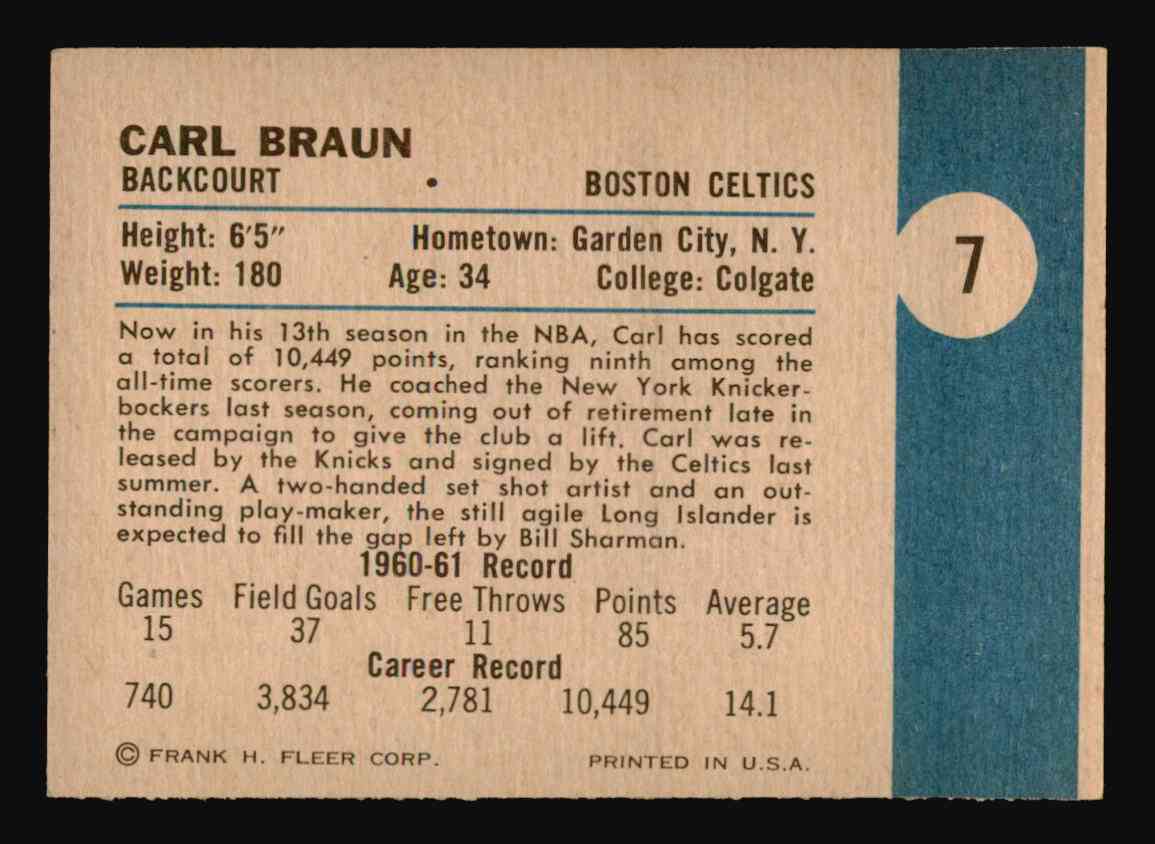 CARL BRAUN
BACKCOURT • BOSTON CELTICS
Height: 6'5" Hometown: Garden City, N. Y.
Weight: 180 Age: 34 College: Colgate
7
Now in his 13th season in the NBA, Carl has scored
a total of 10,449 points, ranking ninth among the
all-time scorers. He coached the New York Knicker-
bockers last season, coming out of retirement late in
the campaign to give the club a lift. Carl was re-
leased by the Knicks and signed by the Celtics last
summer. A two-handed set shot artist and an out-
standing play-maker, the still agile Long Islander is
expected to fill the gap left by Bill Sharman.
1960-61 Record
Games Field Goals Free Throws Points Average
15 37 11 85 5.7
Career Record
740 3,834 2,781 10,449 14.1
© FRANK H. FLEER CORP. PRINTED IN U.S.A.